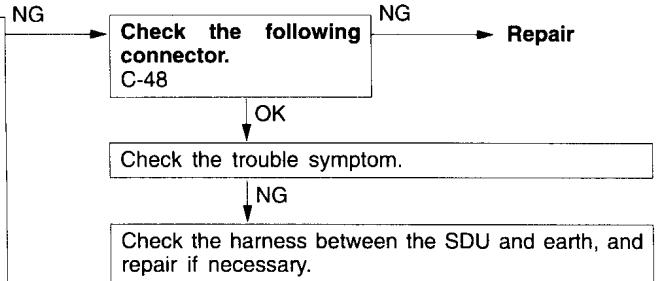 NG
Check the following
connector.
C-48
NG
Repair
OK
Check the trouble symptom.
NG
Check the harness between the SDU and earth, and
repair if necessary.